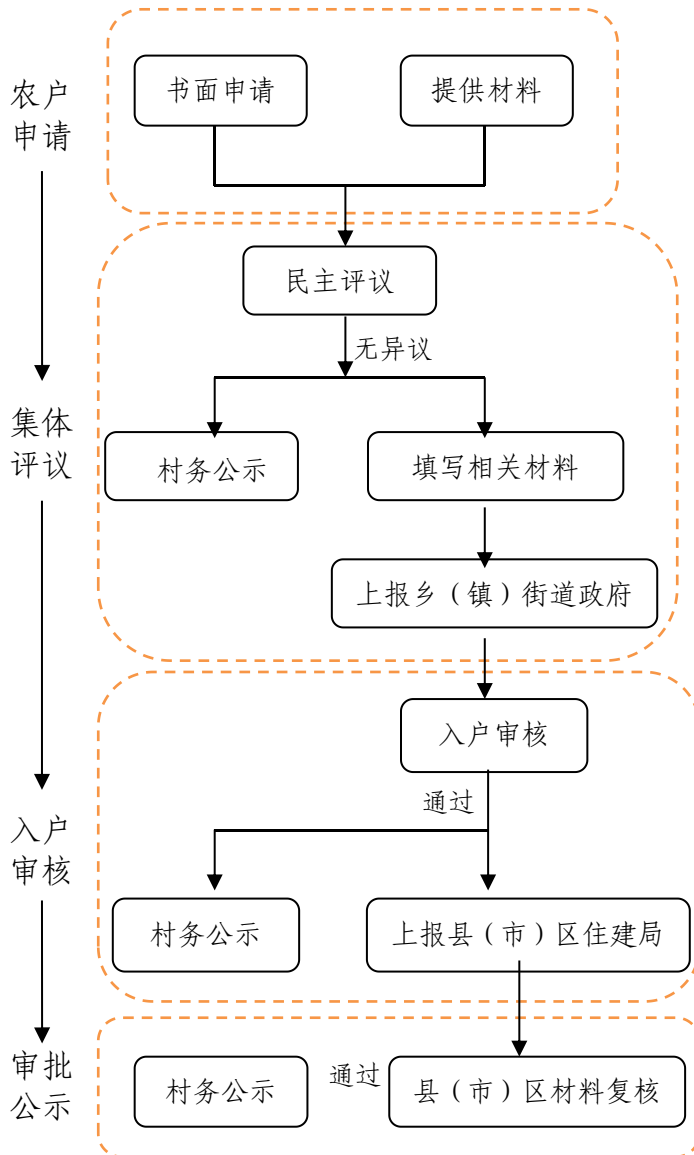 农户
申请
书面申请
提供材料
民主评议
无异议
集体
评议
村务公示
填写相关材料
上报乡（镇）街道政府
入户审核
通过
入户
审核
村务公示
上报县（市）区住建局
审批
公示
村务公示
通过
县（市）区材料复核